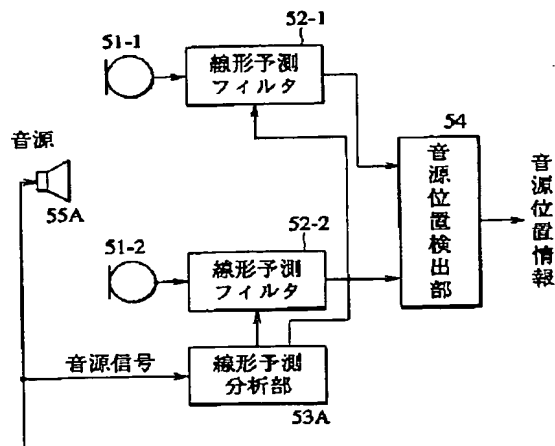 52-1
51-1
線形予測
フィルタ
54
音源
音源位置検出部
音源位置情報
55A
52-2
51-2
線形予測
フィルタ
音源信号
線形予測
分析部
53A